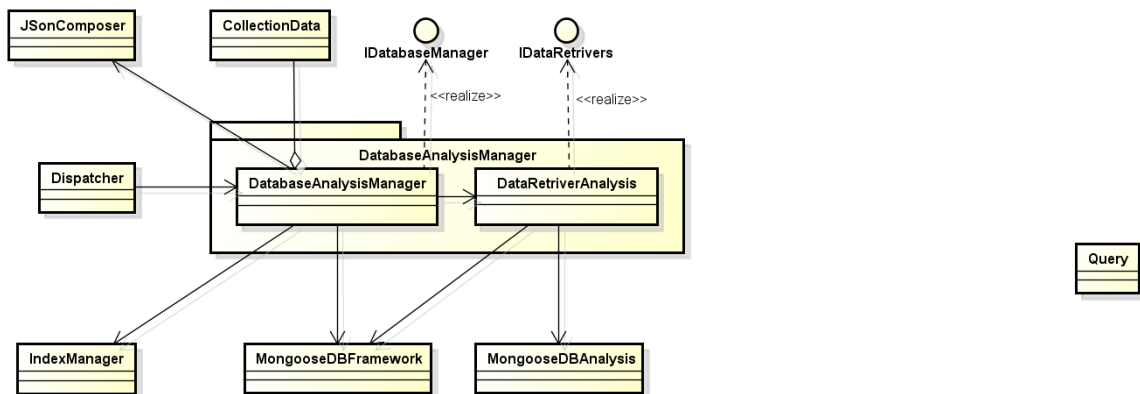 JSonComposer
CollectionData
IDatabaseManager
IDataRetrivers
<<realize>>
<<realize>>
DatabaseAnalysisManager
Dispatcher
DatabaseAnalysisManager
DataRetriverAnalysis
Query
IndexManager
MongooseDBFramework
MongooseDBAnalysis